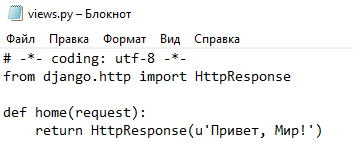 views.py – Блокнот
Файл Правка Формат Вид Справка
# -*- coding: utf-8 -*-
from django.http import HttpResponse

def home(request):
    return HttpResponse(u'Привет, Мир!')